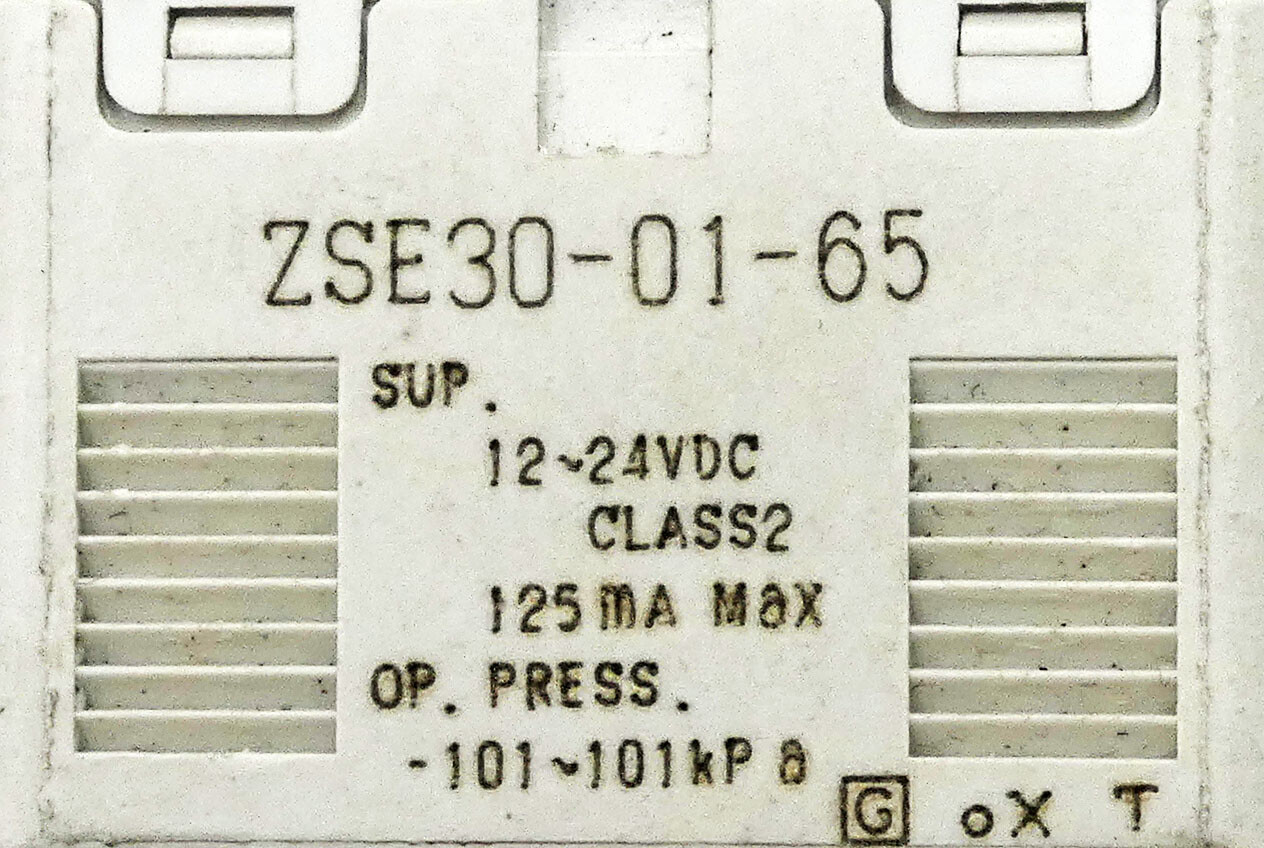 ZSE30-01-65
SUP.
12~24VDC
CLASS2
125mA MaX
OP. PRESS.
-101~101kPa
G oX T